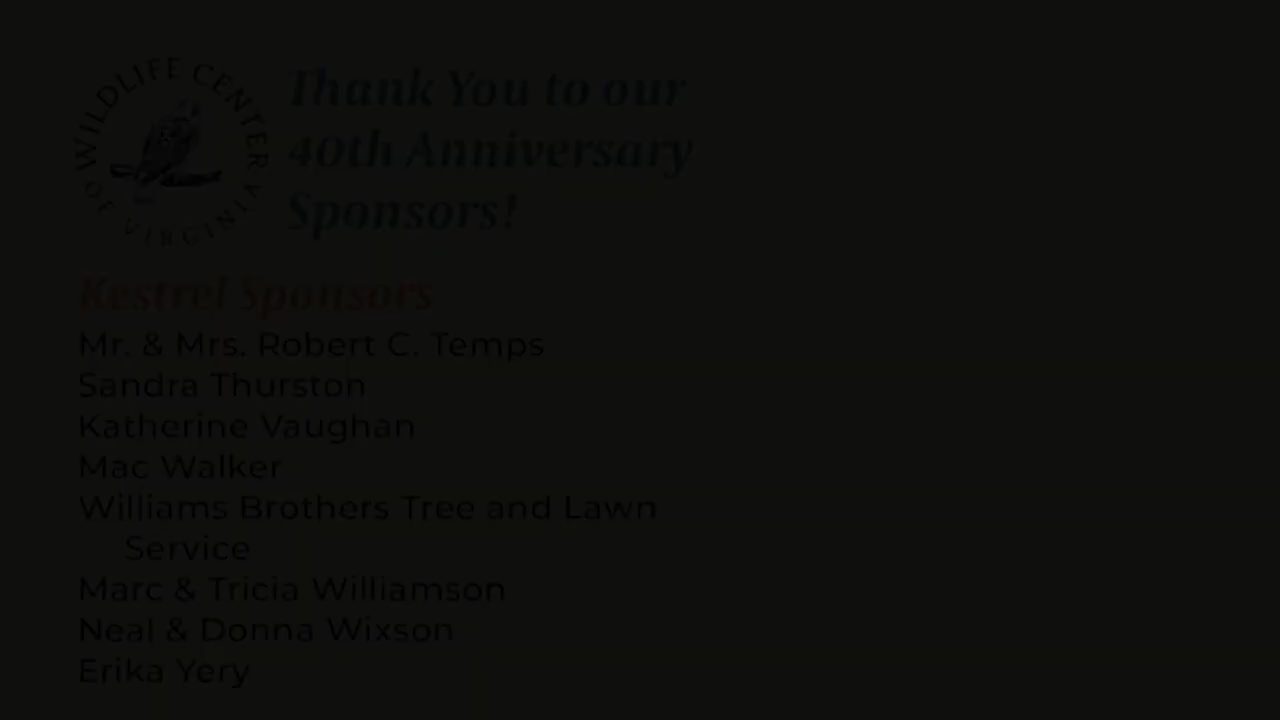 WILDLIFE CENTER
OF VIRGINIA
Thank You to our
40th Anniversary
Sponsors!
Kestrel Sponsors
Mr. & Mrs. Robert C. Temps
Sandra Thurston
Katherine Vaughan
Mac Walker
Williams Brothers Tree and Lawn
Service
Marc & Tricia Williamson
Neal & Donna Wixson
Erika Yery